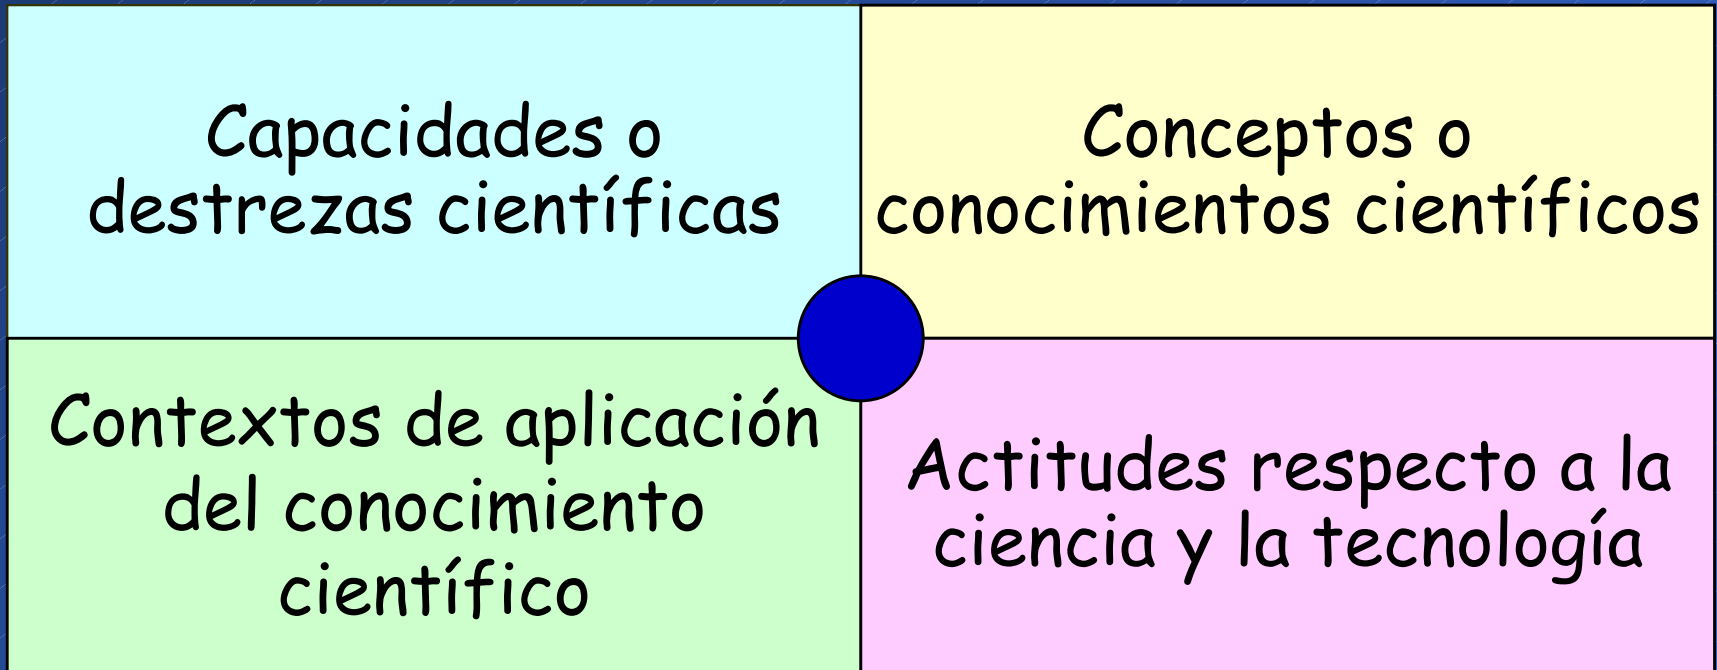 Capacidades o
destrezas científicas
Conceptos o
conocimientos científicos
Contextos de aplicación
del conocimiento
científico
Actitudes respecto a la
ciencia y la tecnología